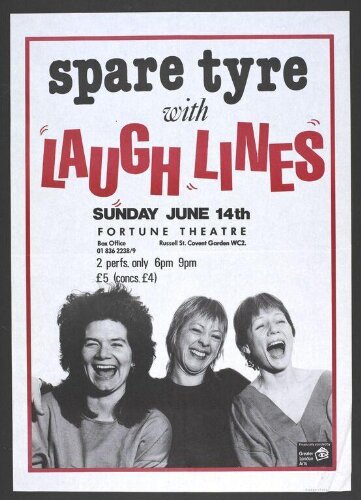 spare tyre
with
LAUGH LINES
SUNDAY JUNE 14th
FORTUNE THEATRE
Box Office Russell St. Covent Garden WC2.
01 836 2238/9
2 perfs. only 6pm 9pm
£5 (concs. £4)
Greater
London
Arts